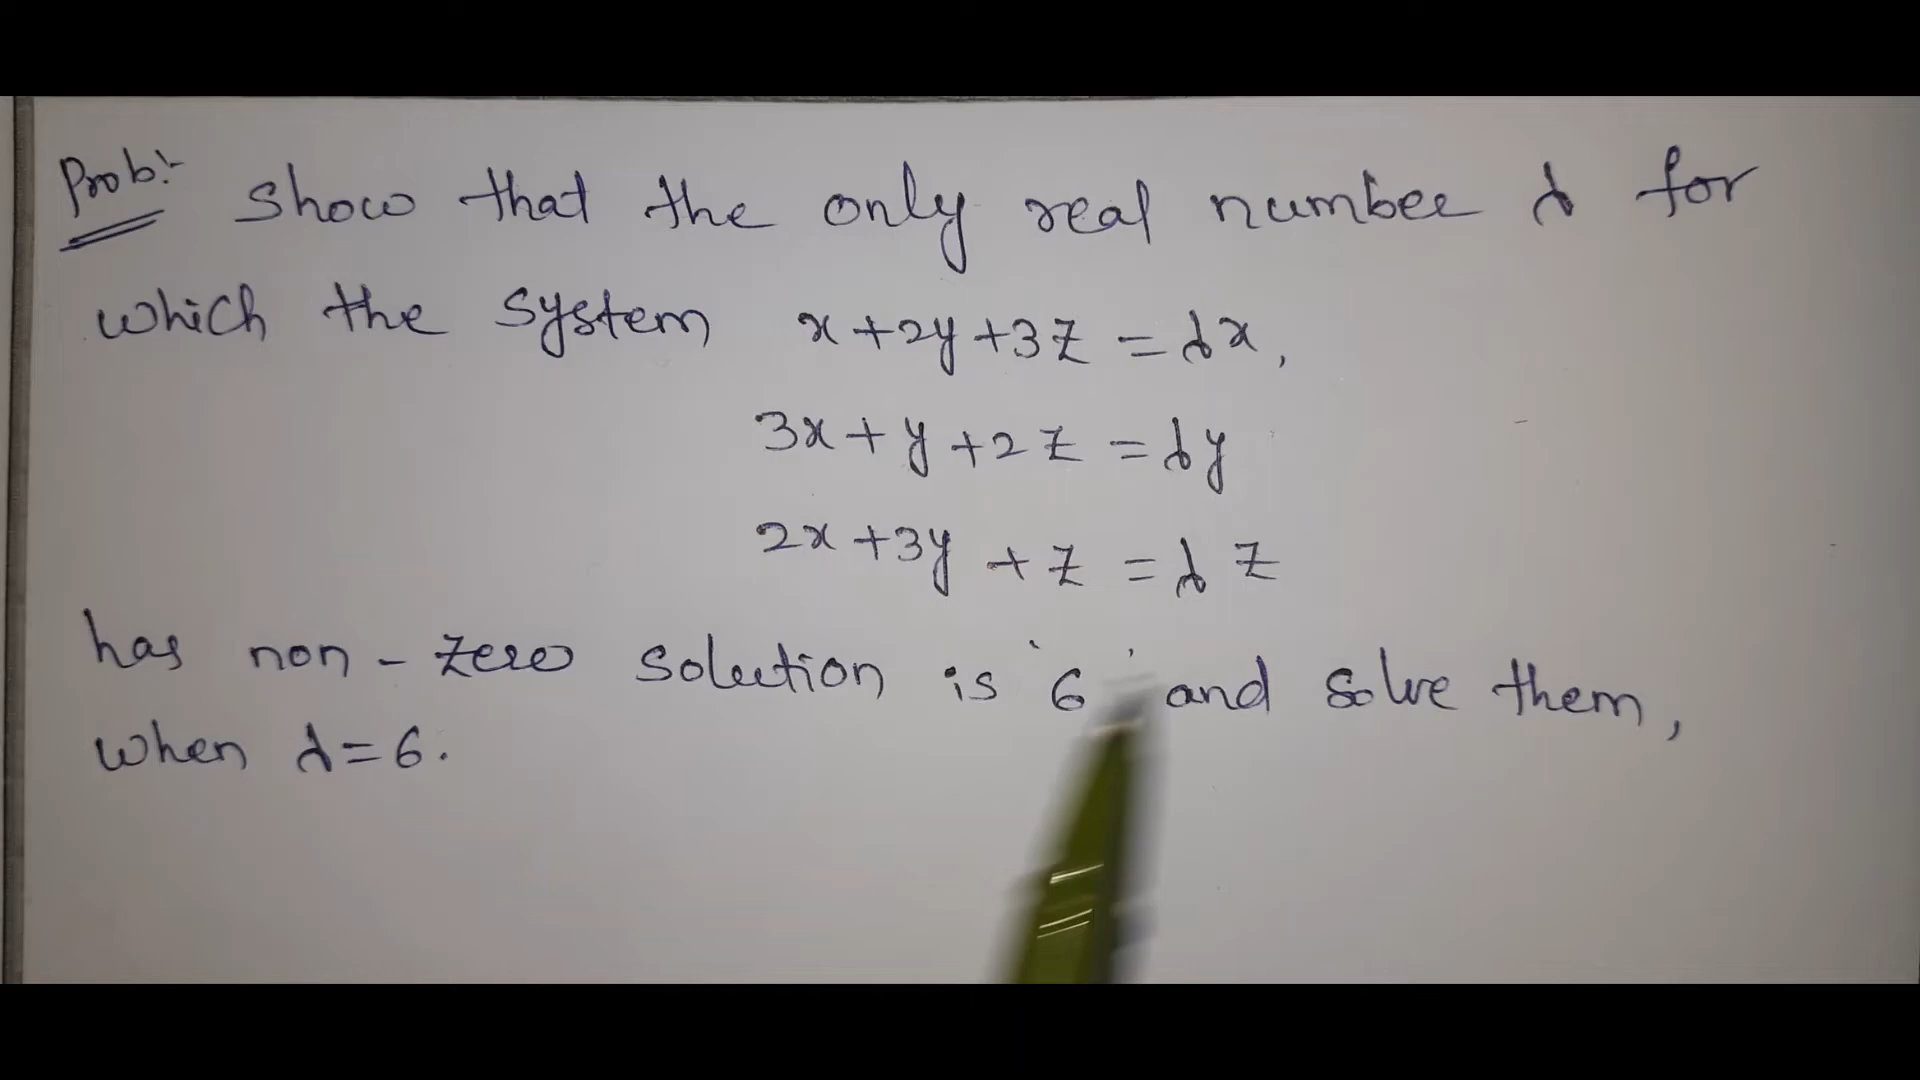 Prob:- Show that the only real number λ for
which the system x+2y+3z = λx,
3x+y+2z = λy
2x+3y+z = λz
has non-zero solution is '6' and solve them,
when λ=6.